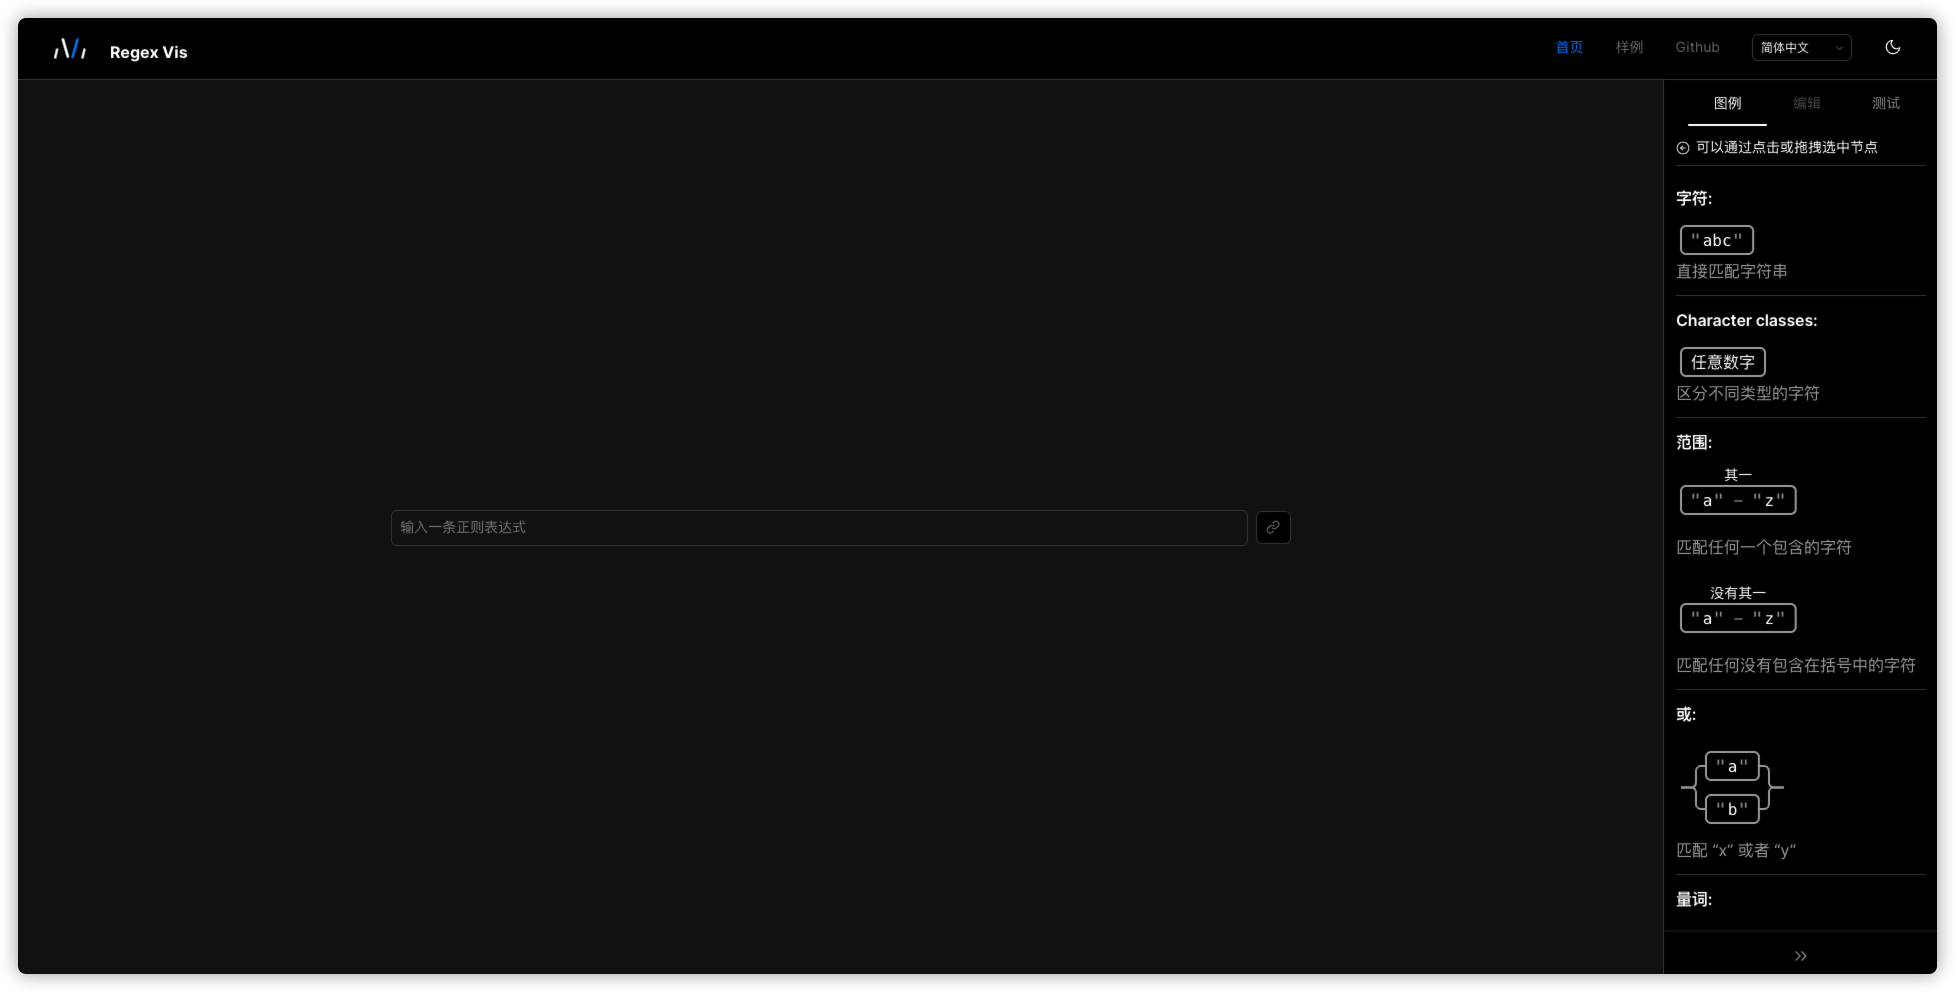 Regex Vis
首页 样例 Github 简体中文
图例 编辑 测试
可以通过点击或拖拽选中节点
字符:
"abc"
直接匹配字符串
Character classes:
任意数字
区分不同类型的字符
范围:
其一
"a" - "z"
匹配任何一个包含的字符
没有其一
"a" - "z"
匹配任何没有包含在括号中的字符
或:
"a"
"b"
匹配 “x” 或者 “y”
量词:
输入一条正则表达式